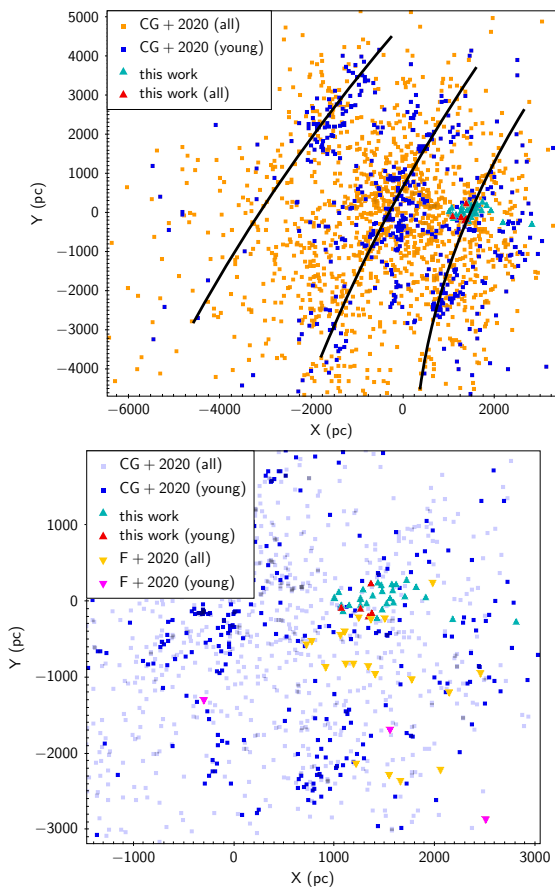 CG + 2020 (all)
CG + 2020 (young)
this work
this work (all)
5000
4000
3000
2000
1000
0
−1000
−2000
−3000
−4000
Y (pc)
−6000
−4000
−2000
0
2000
X (pc)
CG + 2020 (all)
CG + 2020 (young)
this work
this work (young)
F + 2020 (all)
F + 2020 (young)
1000
0
−1000
−2000
−3000
Y (pc)
−1000
0
1000
2000
3000
X (pc)